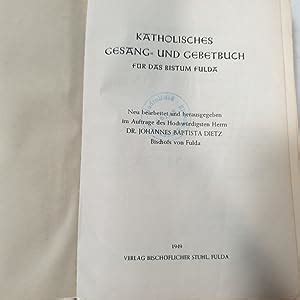 KATHOLISCHES
GESANG- UND GEBETBUCH
FÜR DAS BISTUM FULDA
Neu bearbeitet und herausgegeben
im Auftrage des Hochwürdigsten Herrn
DR. JOHANNES BAPTISTA DIETZ
Bischofs von Fulda
1949
VERLAG BISCHÖFLICHER STUHL, FULDA